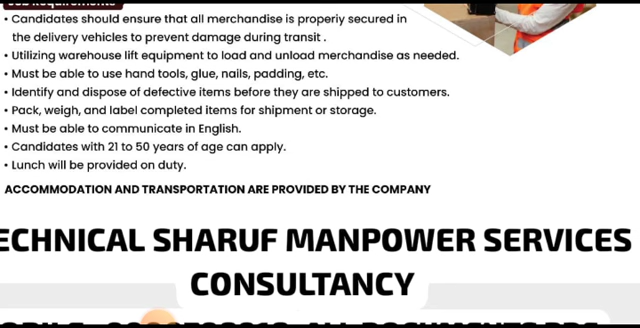 • Candidates should ensure that all merchandise is properly secured in
the delivery vehicles to prevent damage during transit .
• Utilizing warehouse lift equipment to load and unload merchandise as needed.
• Must be able to use hand tools, glue, nails, padding, etc.
• Identify and dispose of defective items before they are shipped to customers.
• Pack, weigh, and label completed items for shipment or storage.
• Must be able to communicate in English.
• Candidates with 21 to 50 years of age can apply.
• Lunch will be provided on duty.
ACCOMMODATION AND TRANSPORTATION ARE PROVIDED BY THE COMPANY
ECHNICAL SHARUF MANPOWER SERVICES
CONSULTANCY